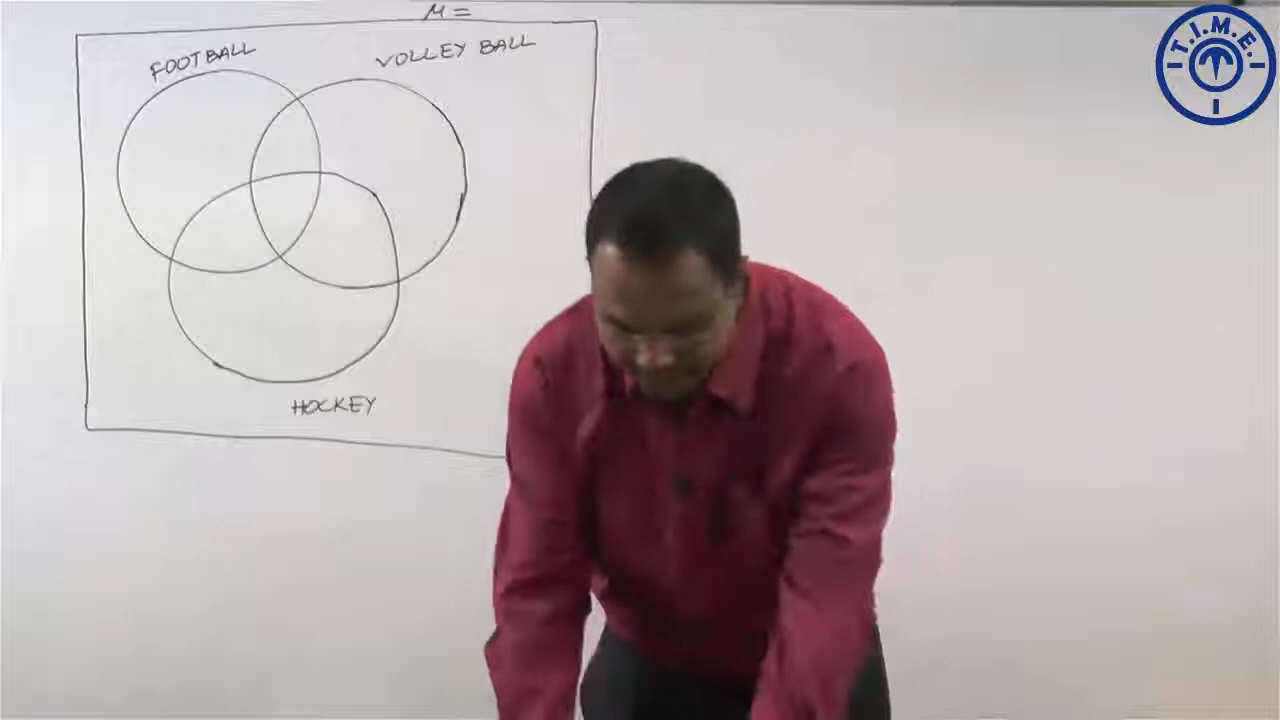 μ =
FOOTBALL
VOLLEY BALL
HOCKEY
T.I.M.E.